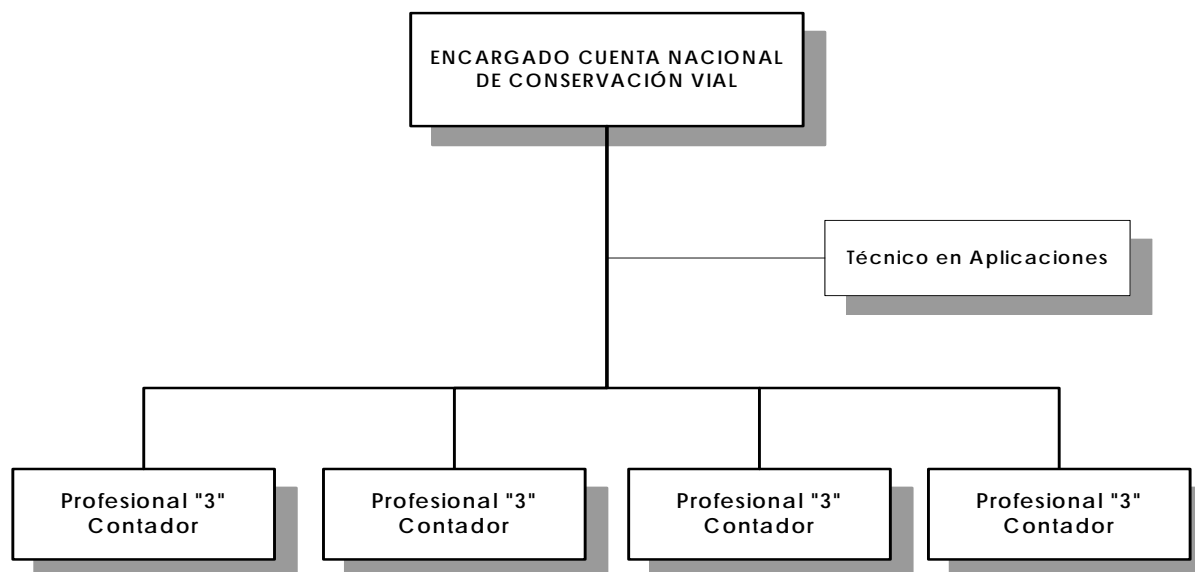 ENCARGADO CUENTA NACIONAL
DE CONSERVACIÓN VIAL
Técnico en Aplicaciones
Profesional "3"
Contador
Profesional "3"
Contador
Profesional "3"
Contador
Profesional "3"
Contador